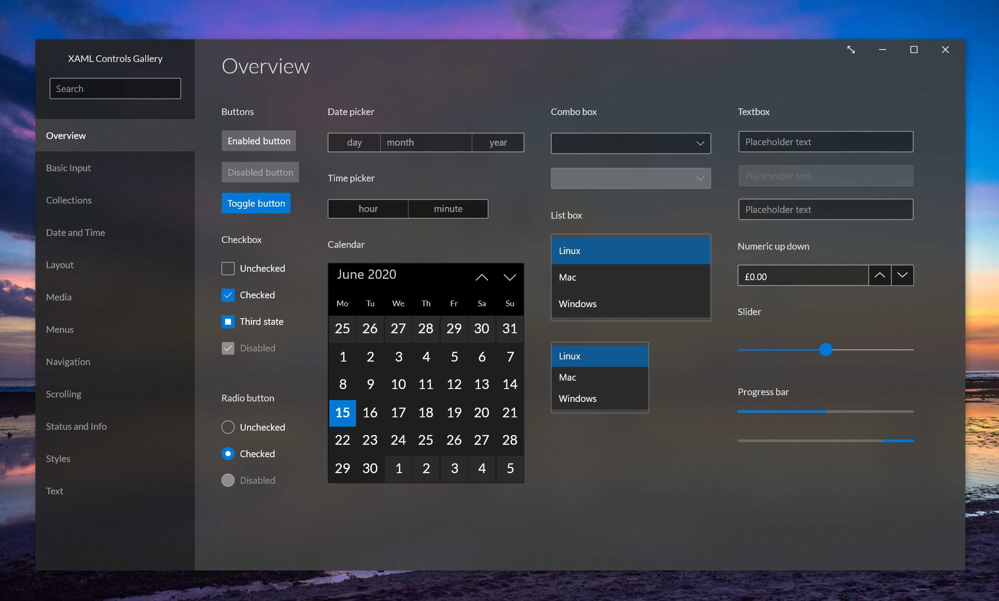 XAML Controls Gallery
Search
Overview
Basic Input
Collections
Date and Time
Layout
Media
Menus
Navigation
Scrolling
Status and Info
Styles
Text
Overview
Buttons
Enabled button
Disabled button
Toggle button
Checkbox
Unchecked
Checked
Third state
Disabled
Radio button
Unchecked
Checked
Disabled
Date picker
day month year
Time picker
hour minute
Calendar
June 2020
Mo Tu We Th Fr Sa Su
25 26 27 28 29 30 31
1 2 3 4 5 6 7
8 9 10 11 12 13 14
15 16 17 18 19 20 21
22 23 24 25 26 27 28
29 30 1 2 3 4 5
Combo box
List box
Linux
Mac
Windows
Linux
Mac
Windows
Textbox
Placeholder text
Placeholder text
Placeholder text
Numeric up down
£0.00
Slider
Progress bar